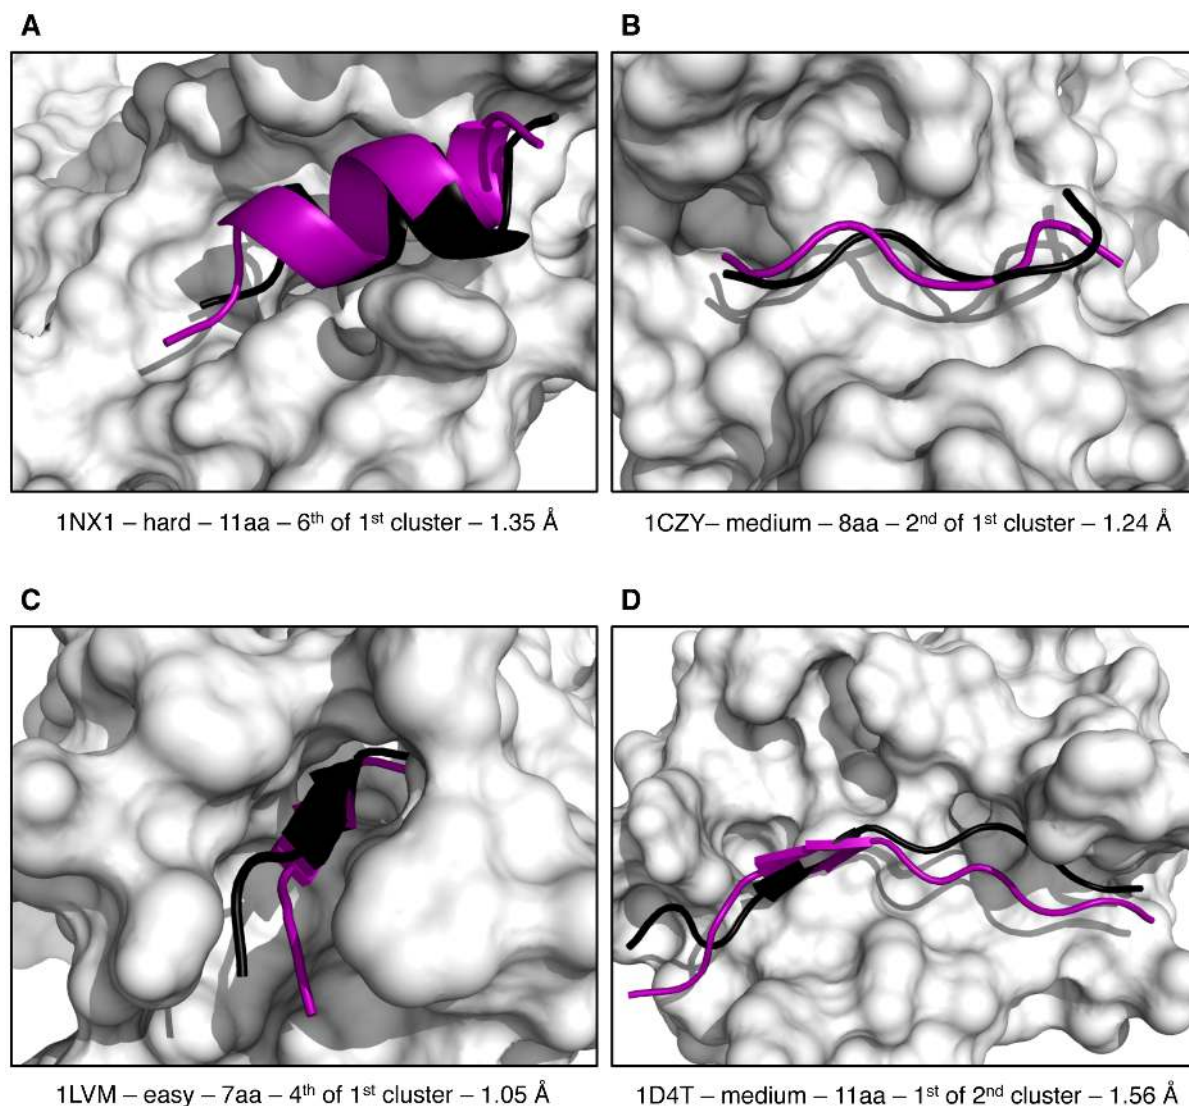 A
B
1NX1 – hard – 11aa – 6th of 1st cluster – 1.35 Å
1CZY– medium – 8aa – 2nd of 1st cluster – 1.24 Å
C
D
1LVM – easy – 7aa – 4th of 1st cluster – 1.05 Å
1D4T – medium – 11aa – 1st of 2nd cluster – 1.56 Å